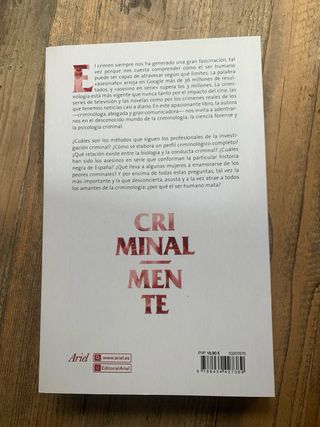 El crimen siempre nos ha generado una gran fascinación, tal
vez porque nos cuesta comprender como el ser humano
puede ser capaz de atravesar según qué límites. La palabra
«asesinato» arroja en Google más de 36 millones de resul-
tados, y «asesino en serie» supera los 3 millones. La crimi-
nología está más vigente que nunca tanto por el impacto del cine, las
series de televisión y las novelas como por los crímenes reales de los
que tenemos noticias casi a diario. En este apasionante libro, la autora
—criminóloga, abogada y gran comunicadora— nos invita a adentrar-
nos en el desconocido mundo de la criminología, la ciencia forense y
la psicología criminal.
¿Cuáles son los métodos que siguen los profesionales de la investi-
gación criminal? ¿Cómo se elabora un perfil criminológico completo?
¿Qué relación existe entre la biología y la conducta criminal? ¿Cuáles
han sido los asesinos en serie que conforman la particular historia
negra de España? ¿Qué lleva a algunas mujeres a enamorarse de los
peores criminales? Y por encima de todas estas preguntas, tal vez la
más importante y la que desconcierta, asusta y a la vez atrae a todos
los amantes de la criminología: ¿por qué el ser humano mata?
CRI
MINAL
MEN
TE
Ariel
www.ariel.es
EditorialAriel
PVP 18,90 €